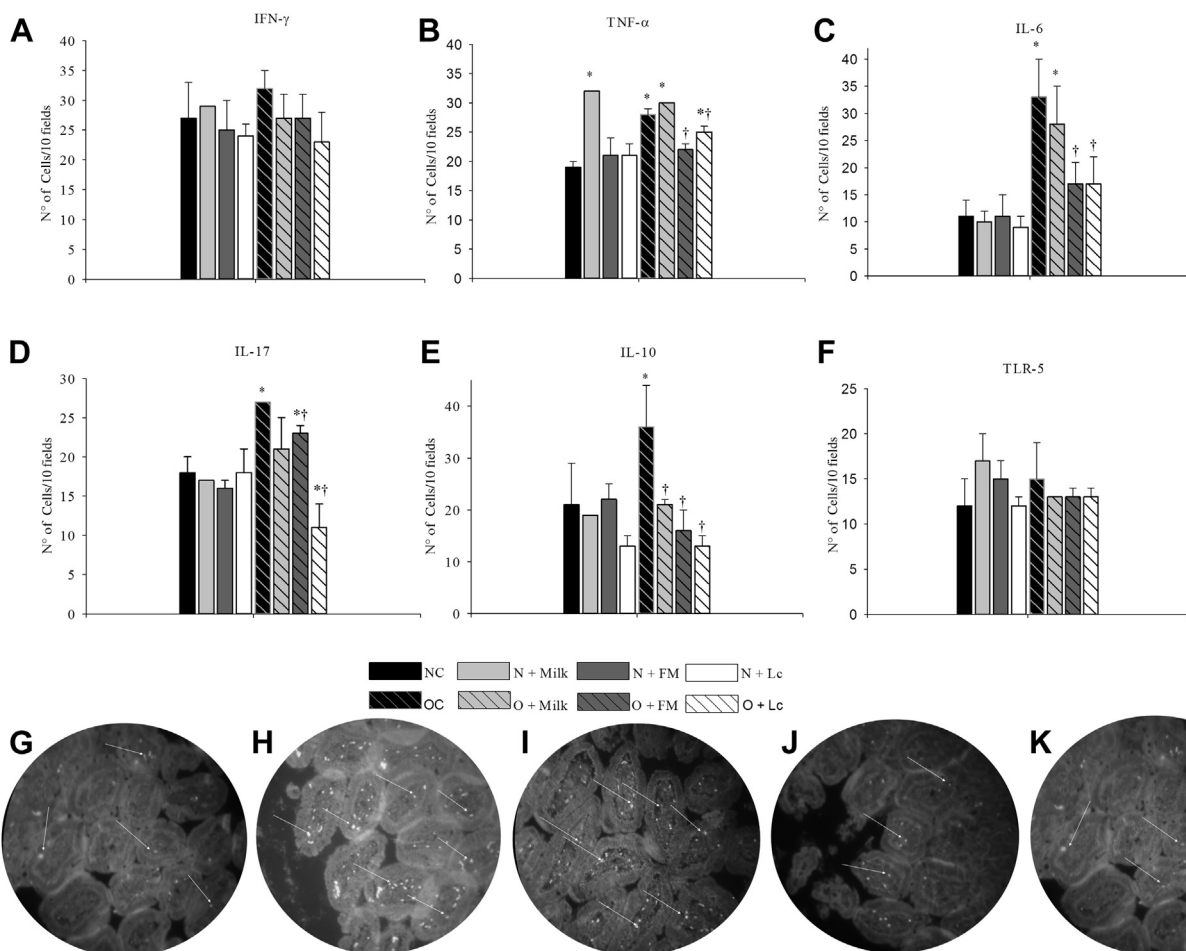 A
IFN-γ
N° of Cells/10 fields
40
35
30
25
20
15
10
5
0
B
TNF-α
* * * † *†
N° of Cells/10 fields
40
35
30
25
20
15
10
5
0
C
IL-6
* * † †
N° of Cells/10 fields
40
35
30
25
20
15
10
5
0
D
IL-17
* *† *†
N° of Cells/10 fields
30
25
20
15
10
5
0
E
IL-10
* † † †
N° of Cells/10 fields
40
30
20
10
0
F
TLR-5
N° of Cells/10 fields
25
20
15
10
5
0
NC N + Milk N + FM N + Lc
OC O + Milk O + FM O + Lc
G H I J K